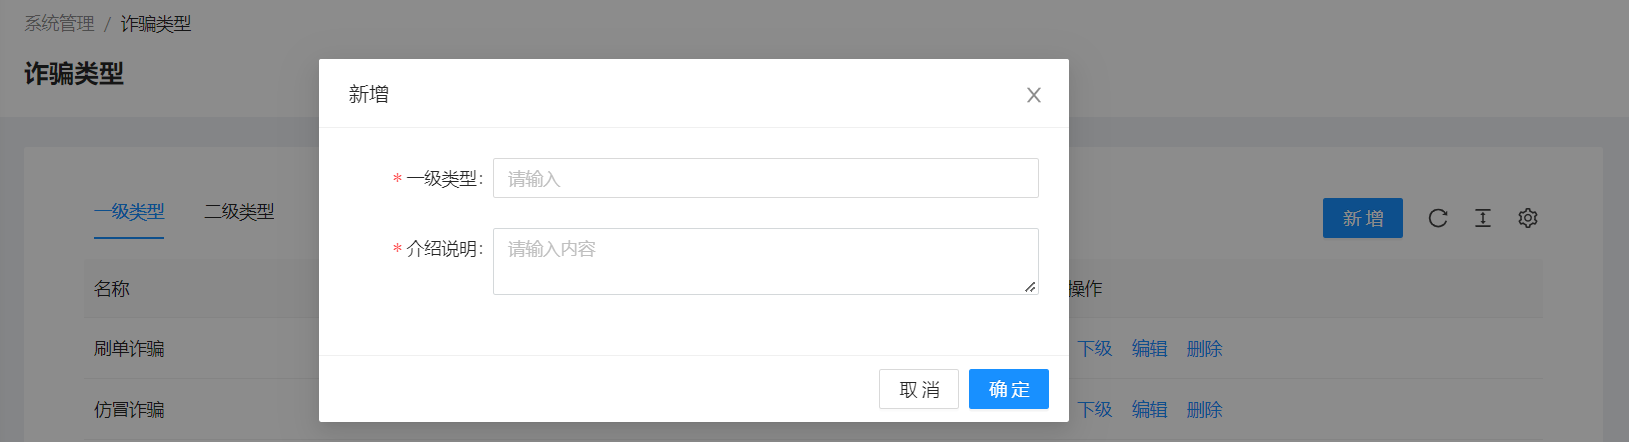 系统管理 / 诈骗类型
诈骗类型
新增
* 一级类型: 请输入
* 介绍说明: 请输入内容
取消 确定
一级类型 二级类型 新增
名称 操作
刷单诈骗 下级 编辑 删除
仿冒诈骗 下级 编辑 删除